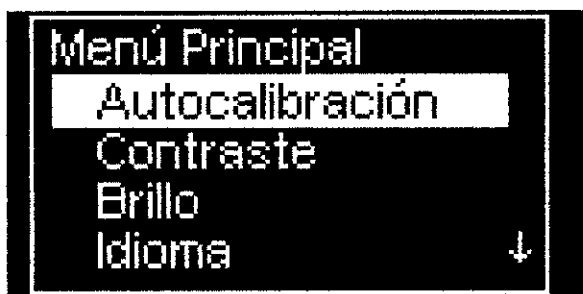 Menú Principal
Autocalibración
Contraste
Brillo
Idioma ↓